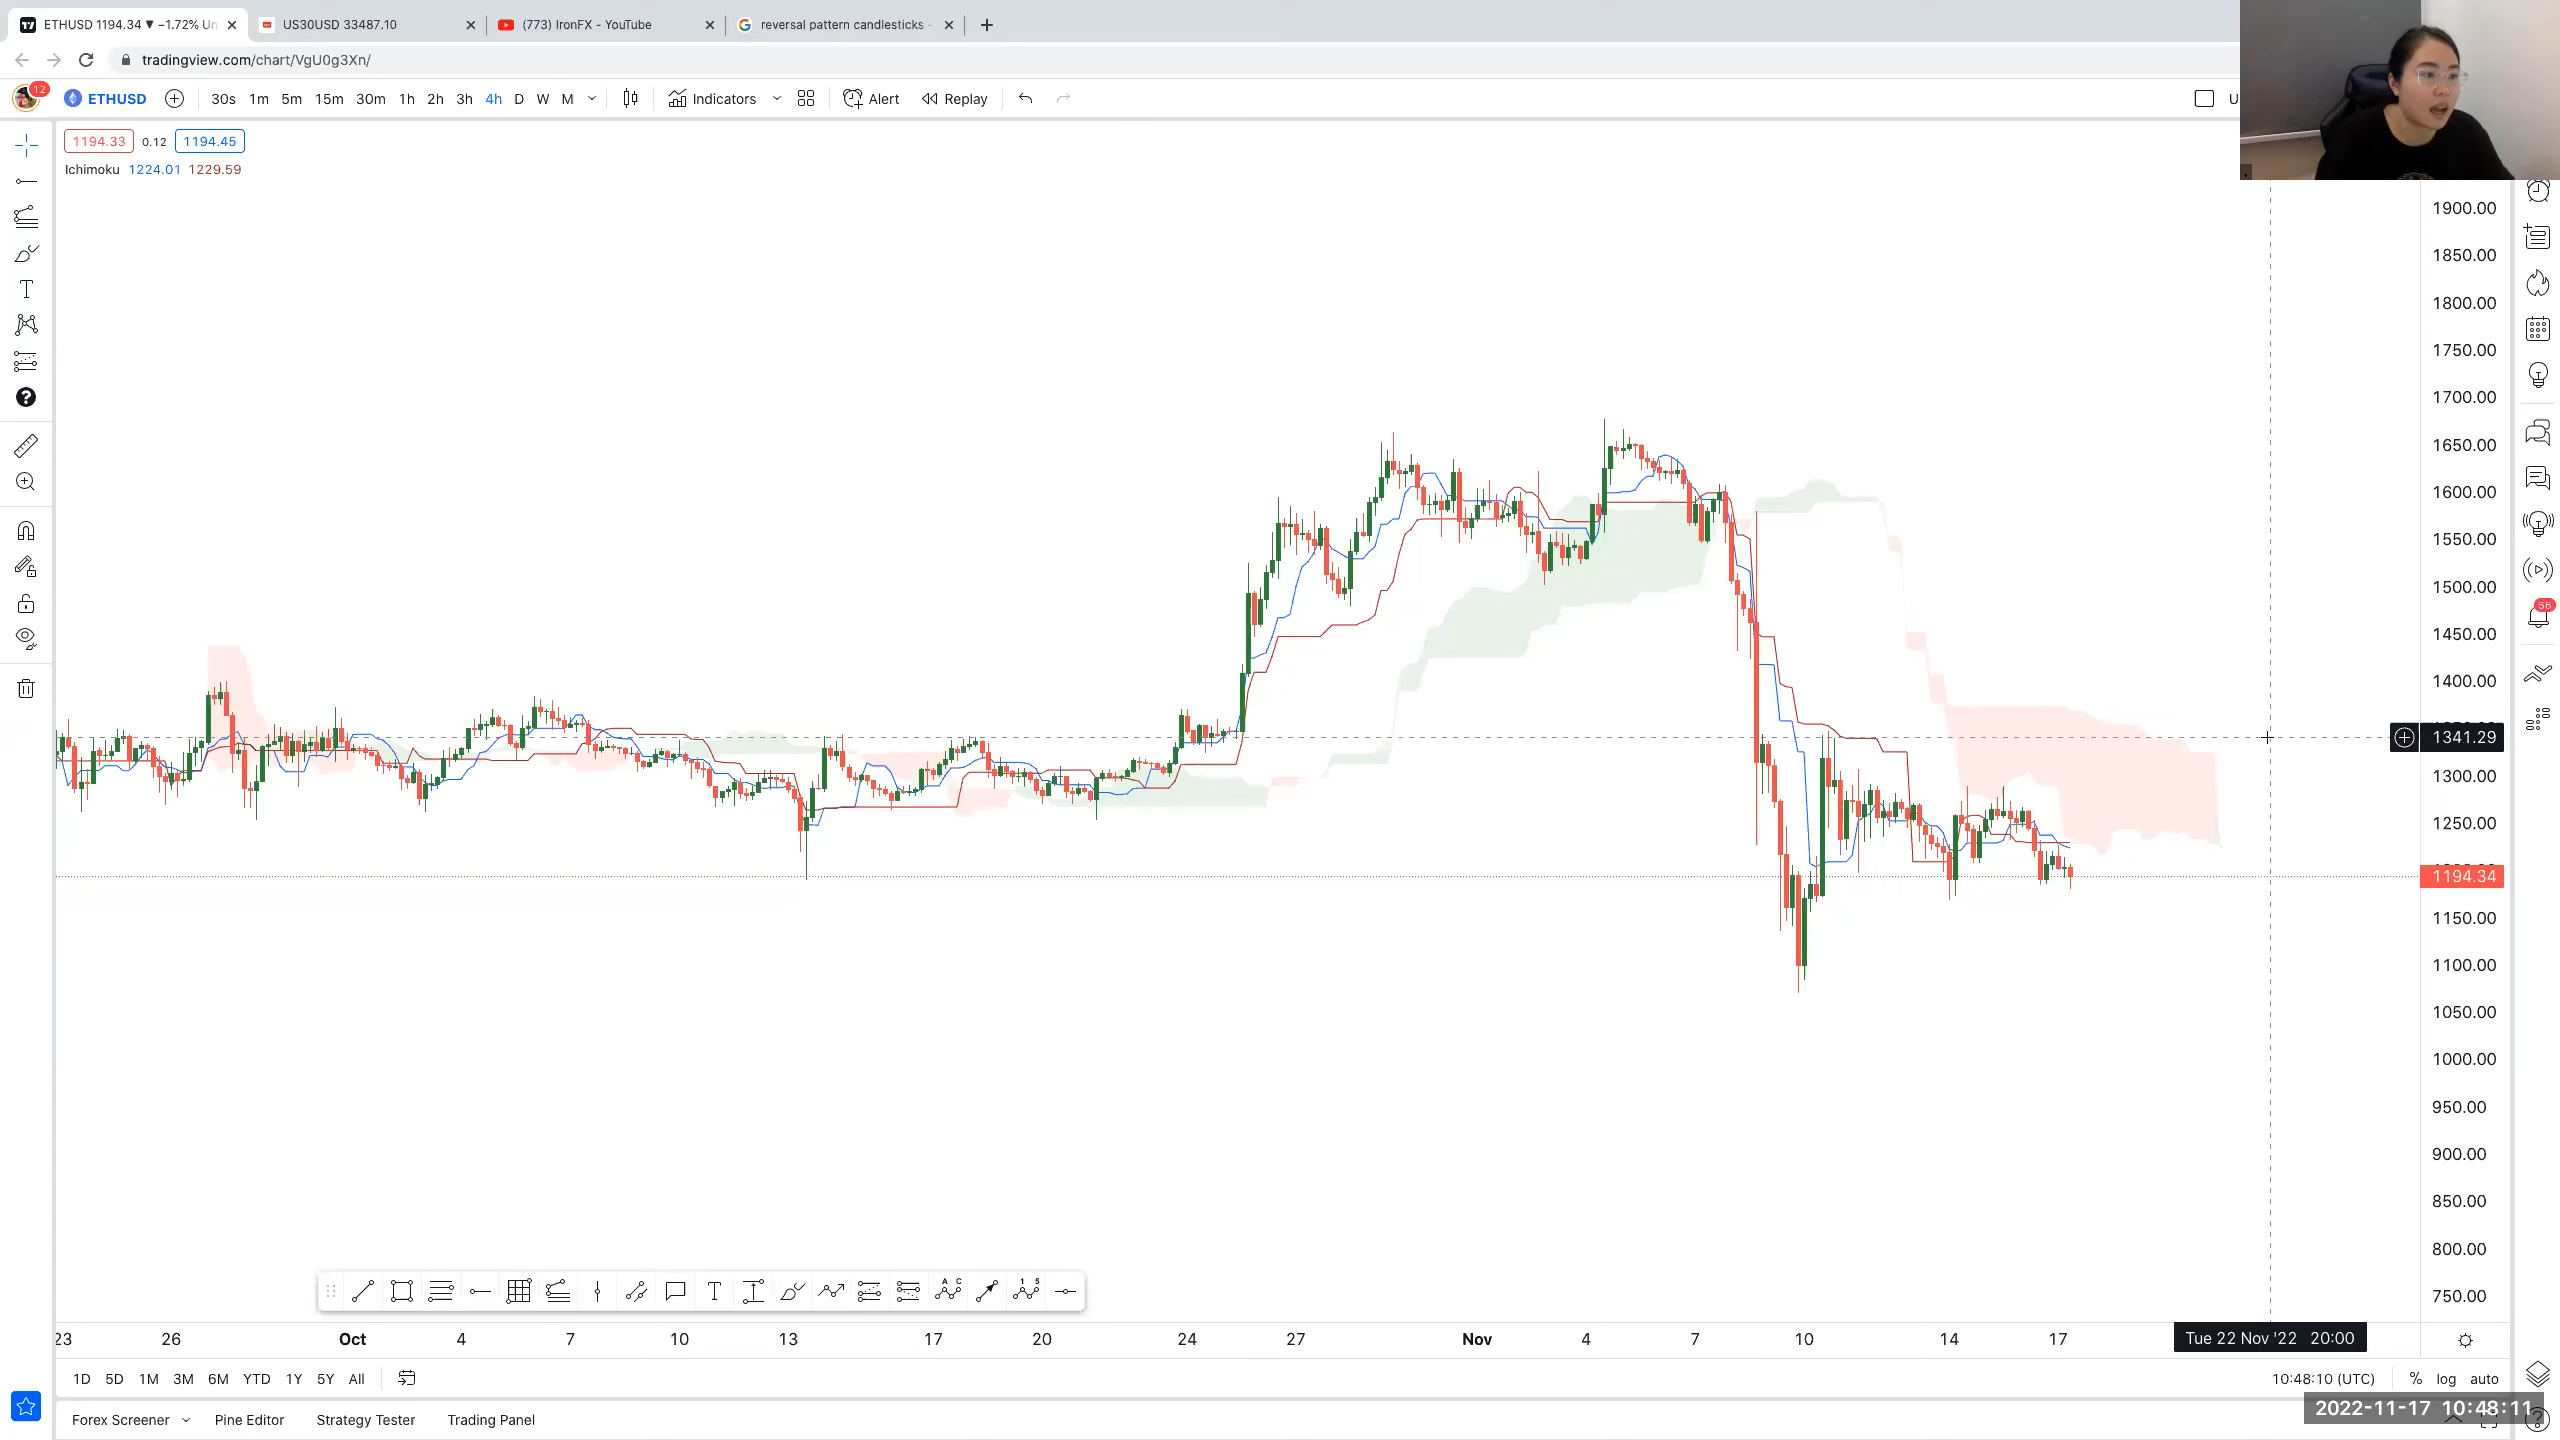 ETHUSD 1194.34 ▼ −1.72% Un
US30USD 33487.10
(773) IronFX - YouTube
reversal pattern candlesticks -
tradingview.com/chart/VgU0g3Xn/
12
ETHUSD
30s 1m 5m 15m 30m 1h 2h 3h 4h D W M
Indicators
Alert
Replay
U
1194.33 0.12 1194.45
Ichimoku 1224.01 1229.59
1900.00
1850.00
1800.00
1750.00
1700.00
1650.00
1600.00
1550.00
1500.00
1450.00
1400.00
1341.29
1300.00
1250.00
1194.34
1150.00
1100.00
1050.00
1000.00
950.00
900.00
850.00
800.00
750.00
56
A C
1 5
23 26 Oct 4 7 10 13 17 20 24 27 Nov 4 7 10 14 17 Tue 22 Nov '22 20:00
1D 5D 1M 3M 6M YTD 1Y 5Y All
10:48:10 (UTC) % log auto
Forex Screener Pine Editor Strategy Tester Trading Panel
2022-11-17 10:48:11